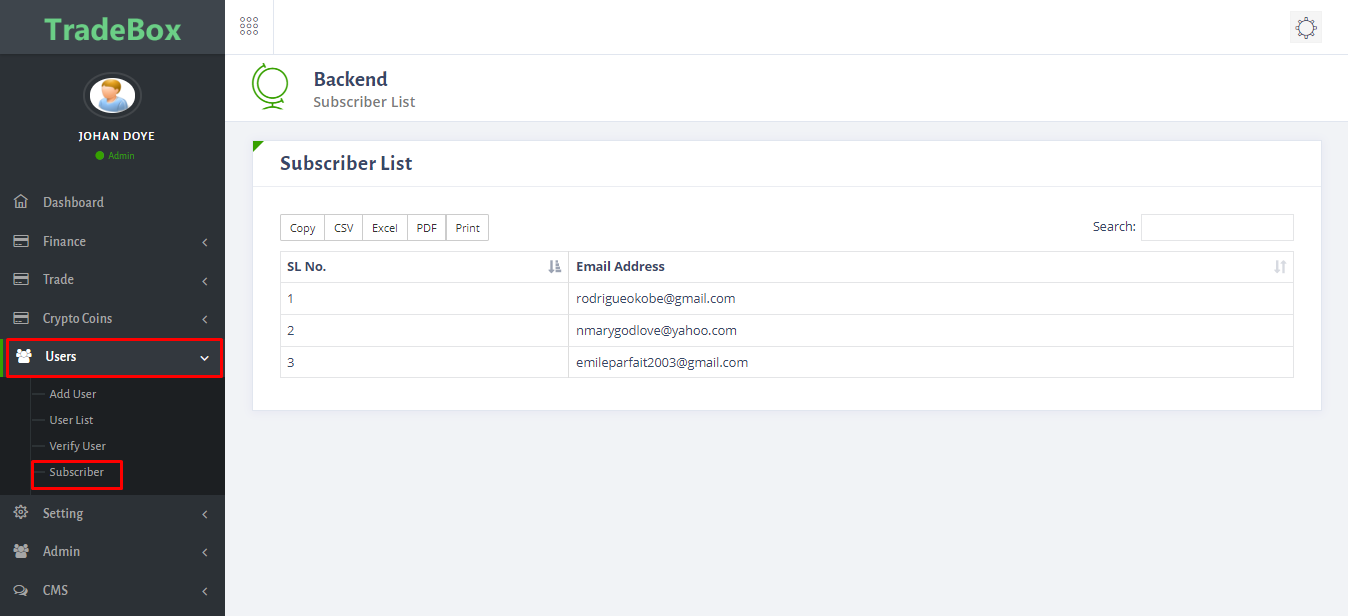 TradeBox
JOHAN DOYE
Admin
Dashboard
Finance
Trade
Crypto Coins
Users
Add User
User List
Verify User
Subscriber
Setting
Admin
CMS
Backend
Subscriber List
Subscriber List
Copy CSV Excel PDF Print Search:
SL No. Email Address
1 rodrigueokobe@gmail.com
2 nmarygodlove@yahoo.com
3 emileparfait2003@gmail.com